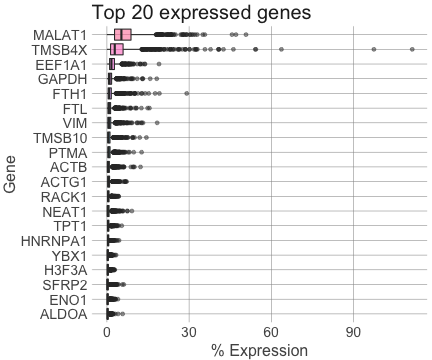 Top 20 expressed genes
Gene
MALAT1
TMSB4X
EEF1A1
GAPDH
FTH1
FTL
VIM
TMSB10
PTMA
ACTB
ACTG1
RACK1
NEAT1
TPT1
HNRNPA1
YBX1
H3F3A
SFRP2
ENO1
ALDOA
0 30 60 90
% Expression